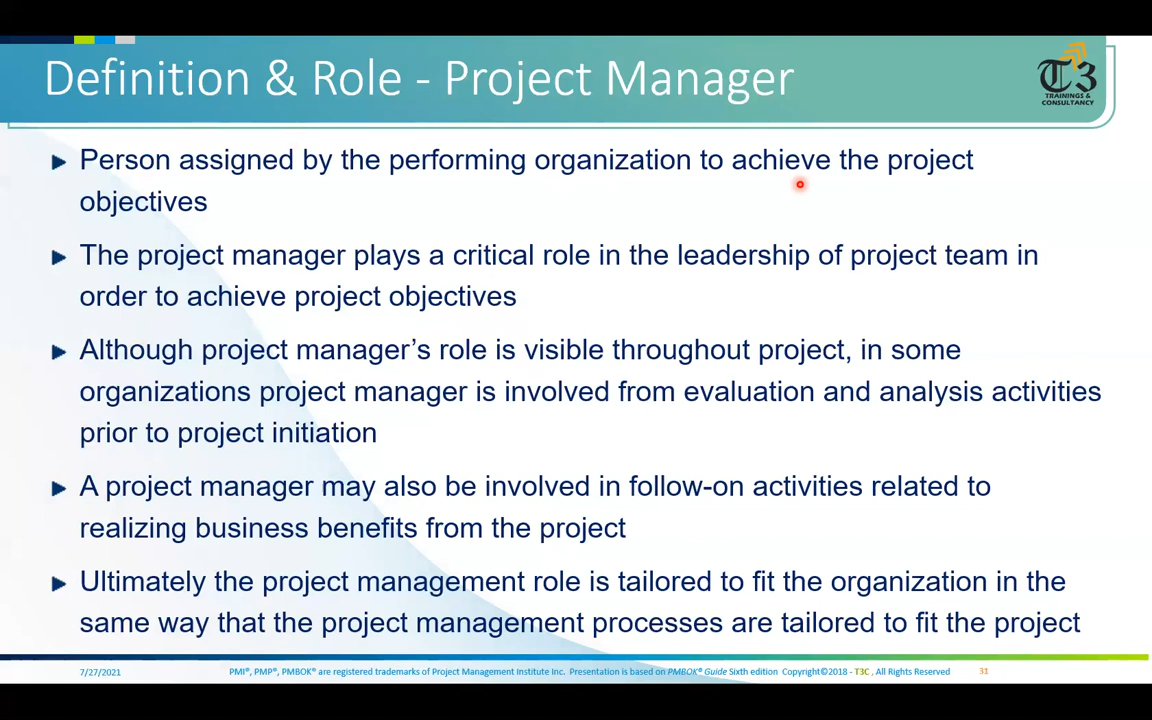 Definition & Role - Project Manager
T3
TRAININGS &
CONSULTANCY
Person assigned by the performing organization to achieve the project
objectives
The project manager plays a critical role in the leadership of project team in
order to achieve project objectives
Although project manager’s role is visible throughout project, in some
organizations project manager is involved from evaluation and analysis activities
prior to project initiation
A project manager may also be involved in follow-on activities related to
realizing business benefits from the project
Ultimately the project management role is tailored to fit the organization in the
same way that the project management processes are tailored to fit the project
7/27/2021 PMI®, PMP®, PMBOK® are registered trademarks of Project Management Institute Inc. Presentation is based on PMBOK® Guide Sixth edition Copyright©2018 - T3C , All Rights Reserved 31